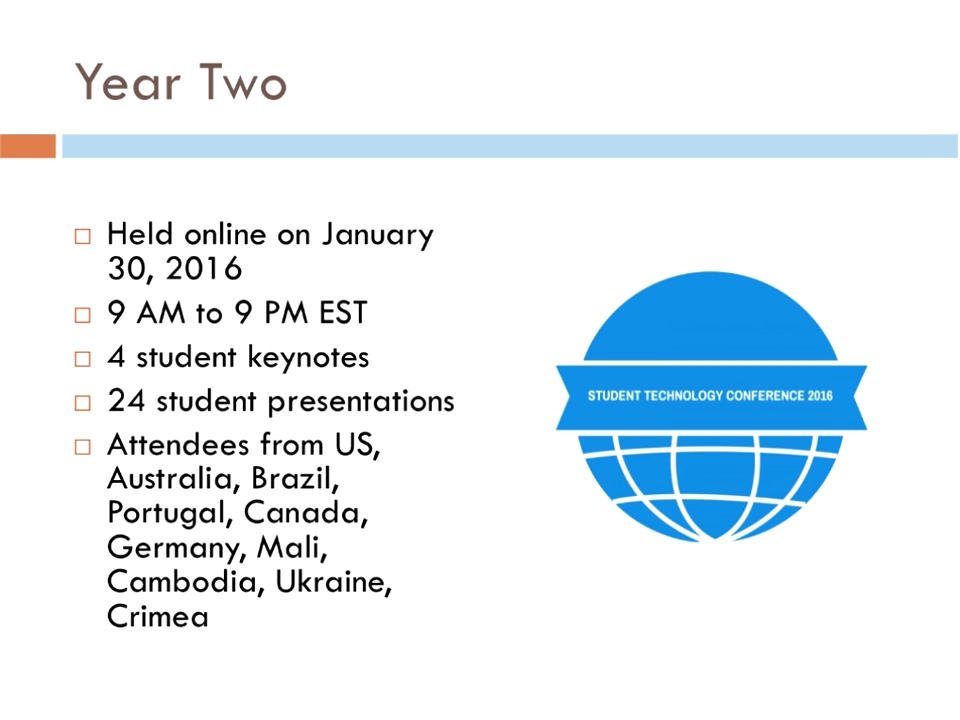 Year Two
Held online on January
30, 2016
9 AM to 9 PM EST
4 student keynotes
24 student presentations
Attendees from US,
Australia, Brazil,
Portugal, Canada,
Germany, Mali,
Cambodia, Ukraine,
Crimea
STUDENT TECHNOLOGY CONFERENCE 2016